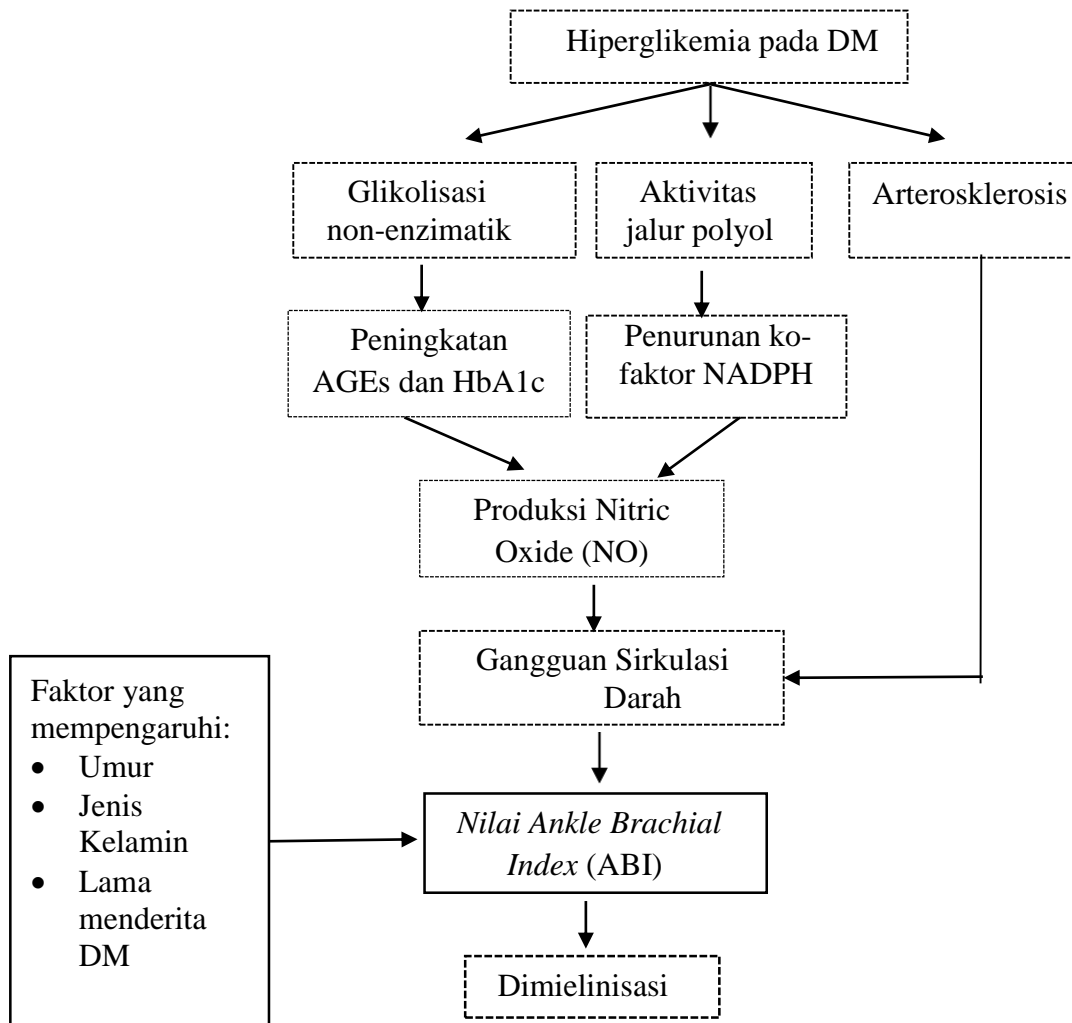 Hiperglikemia pada DM
Glikolisasi
non-enzimatik
Aktivitas
jalur polyol
Arterosklerosis
Peningkatan
AGEs dan HbA1c
Penurunan ko-
faktor NADPH
Produksi Nitric
Oxide (NO)
Gangguan Sirkulasi
Darah
Faktor yang
mempengaruhi:
• Umur
• Jenis
Kelamin
• Lama
menderita
DM
Nilai Ankle Brachial
Index (ABI)
Dimielinisasi